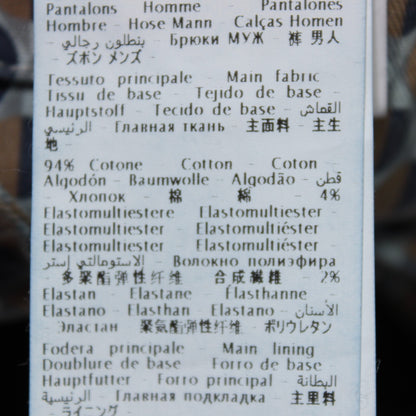 Pantalons Homme - Pantalones
Hombre - Hose Mann - Calças Homen
- بنطلون رجالي - Брюки МУЖ - 裤 男人
- ズボン メンズ -
Tessuto principale - Main fabric
Tissu de base - Tejido de base -
Hauptstoff - Tecido de base - القماش
الرئيسي - Главная ткань - 主面料 - 主生
地
94% Cotone - Cotton - Coton -
Algodón - Baumwolle - Algodão - قطن
- Хлопок - 棉 - 綿 - 4%
Elastomultiestere - Elastomultiester -
Elastomultiester - Elastomultiéster -
Elastomultiester - Elastomultiéster
الاستومالتي إستر - Волокно полиэфира
多聚酯弹性纤维 - 合成繊維 - 2%
Elastan - Elastane - Élasthanne -
Elastano - Elasthan - Elastano - الأستان
- Эластан - 聚氨酯弹性纤维 - ポリウレタン
Fodera principale - Main lining
Doublure de base - Forro de base
Hauptfutter - Forro principal - البطانة
الرئيسية - Главная подкладка - 主里料
- ライニング -